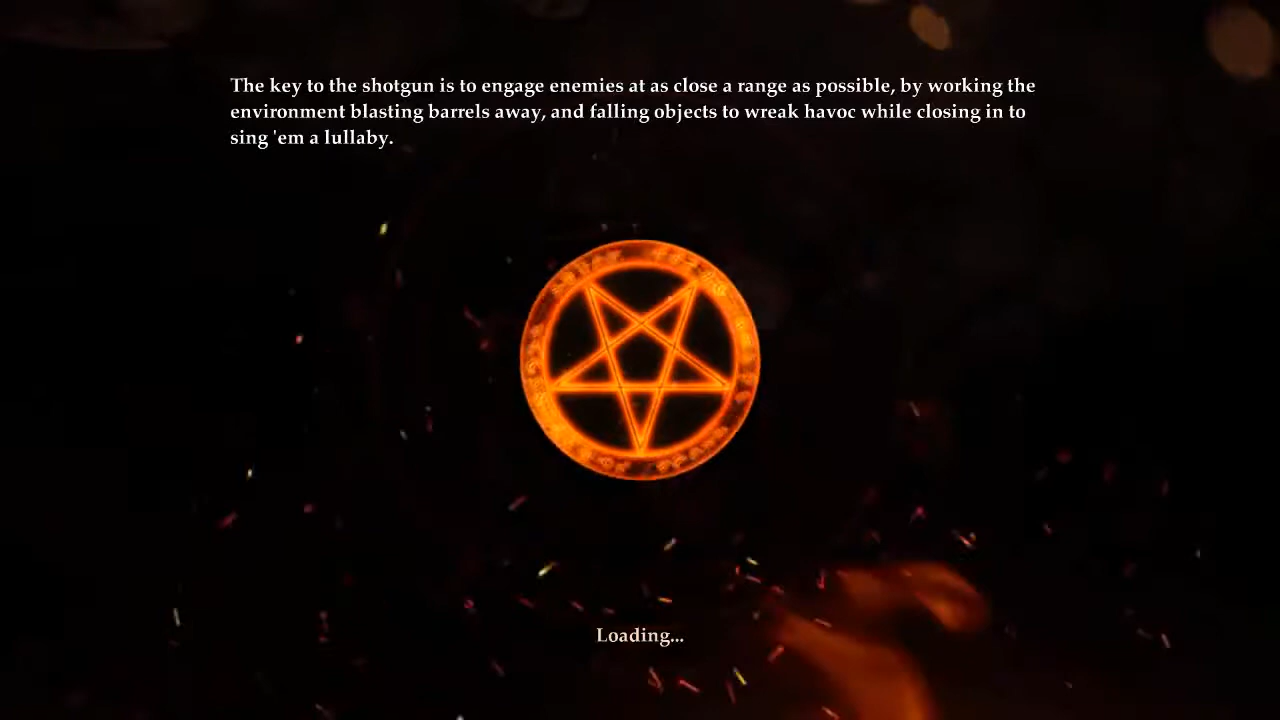 The key to the shotgun is to engage enemies at as close a range as possible, by working the
environment blasting barrels away, and falling objects to wreak havoc while closing in to
sing 'em a lullaby.
Loading...